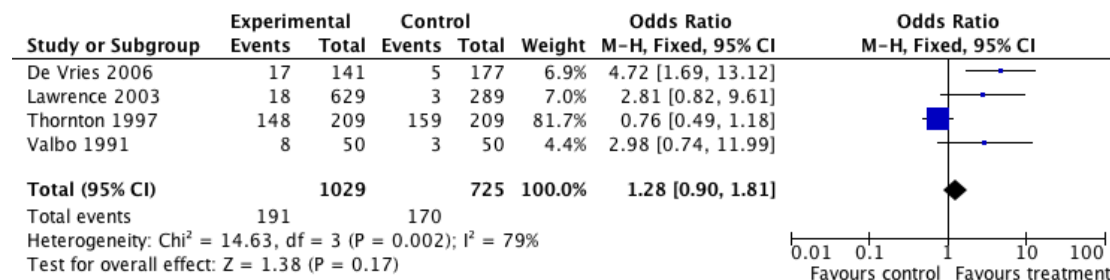 Experimental Control Odds Ratio Odds Ratio
Study or Subgroup Events Total Events Total Weight M-H, Fixed, 95% CI M-H, Fixed, 95% CI
De Vries 2006 17 141 5 177 6.9% 4.72 [1.69, 13.12]
Lawrence 2003 18 629 3 289 7.0% 2.81 [0.82, 9.61]
Thornton 1997 148 209 159 209 81.7% 0.76 [0.49, 1.18]
Valbo 1991 8 50 3 50 4.4% 2.98 [0.74, 11.99]
Total (95% CI) 1029 725 100.0% 1.28 [0.90, 1.81]
Total events 191 170
Heterogeneity: Chi² = 14.63, df = 3 (P = 0.002); I² = 79%
Test for overall effect: Z = 1.38 (P = 0.17)
0.01 0.1 1 10 100
Favours control Favours treatment